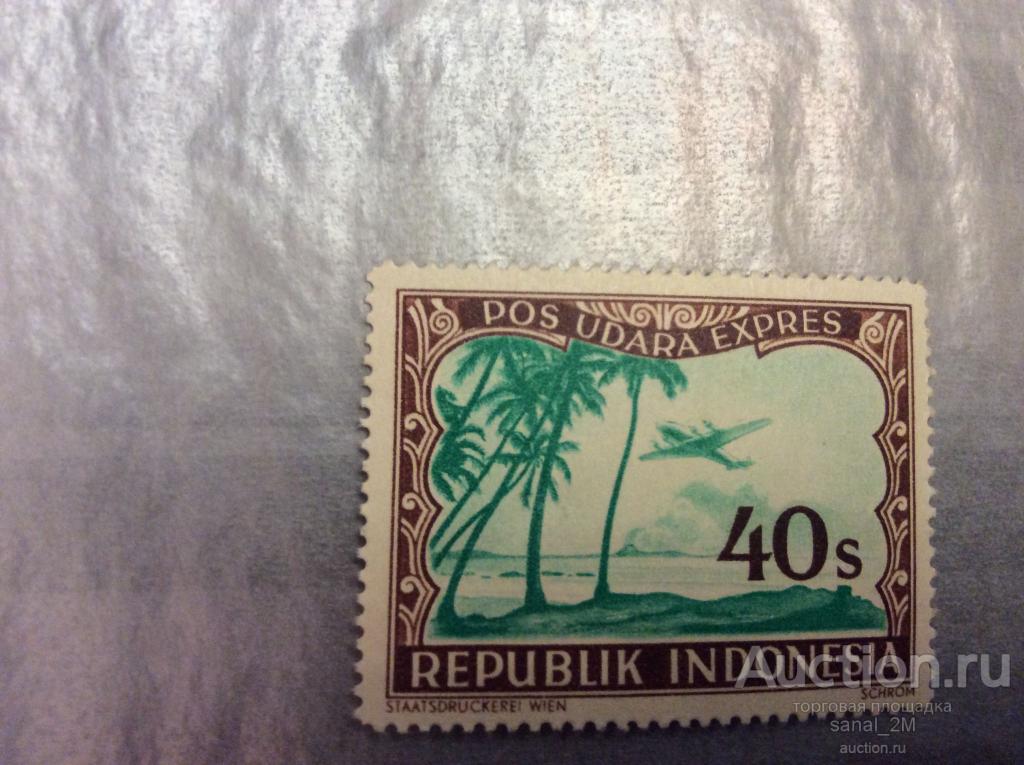 POS UDARA EXPRES
40s
REPUBLIK INDONESIA
STAATSDRUCKEREI WIEN
SCHROM
Auction.ru
торговая площадка
sanal_2M
auction.ru